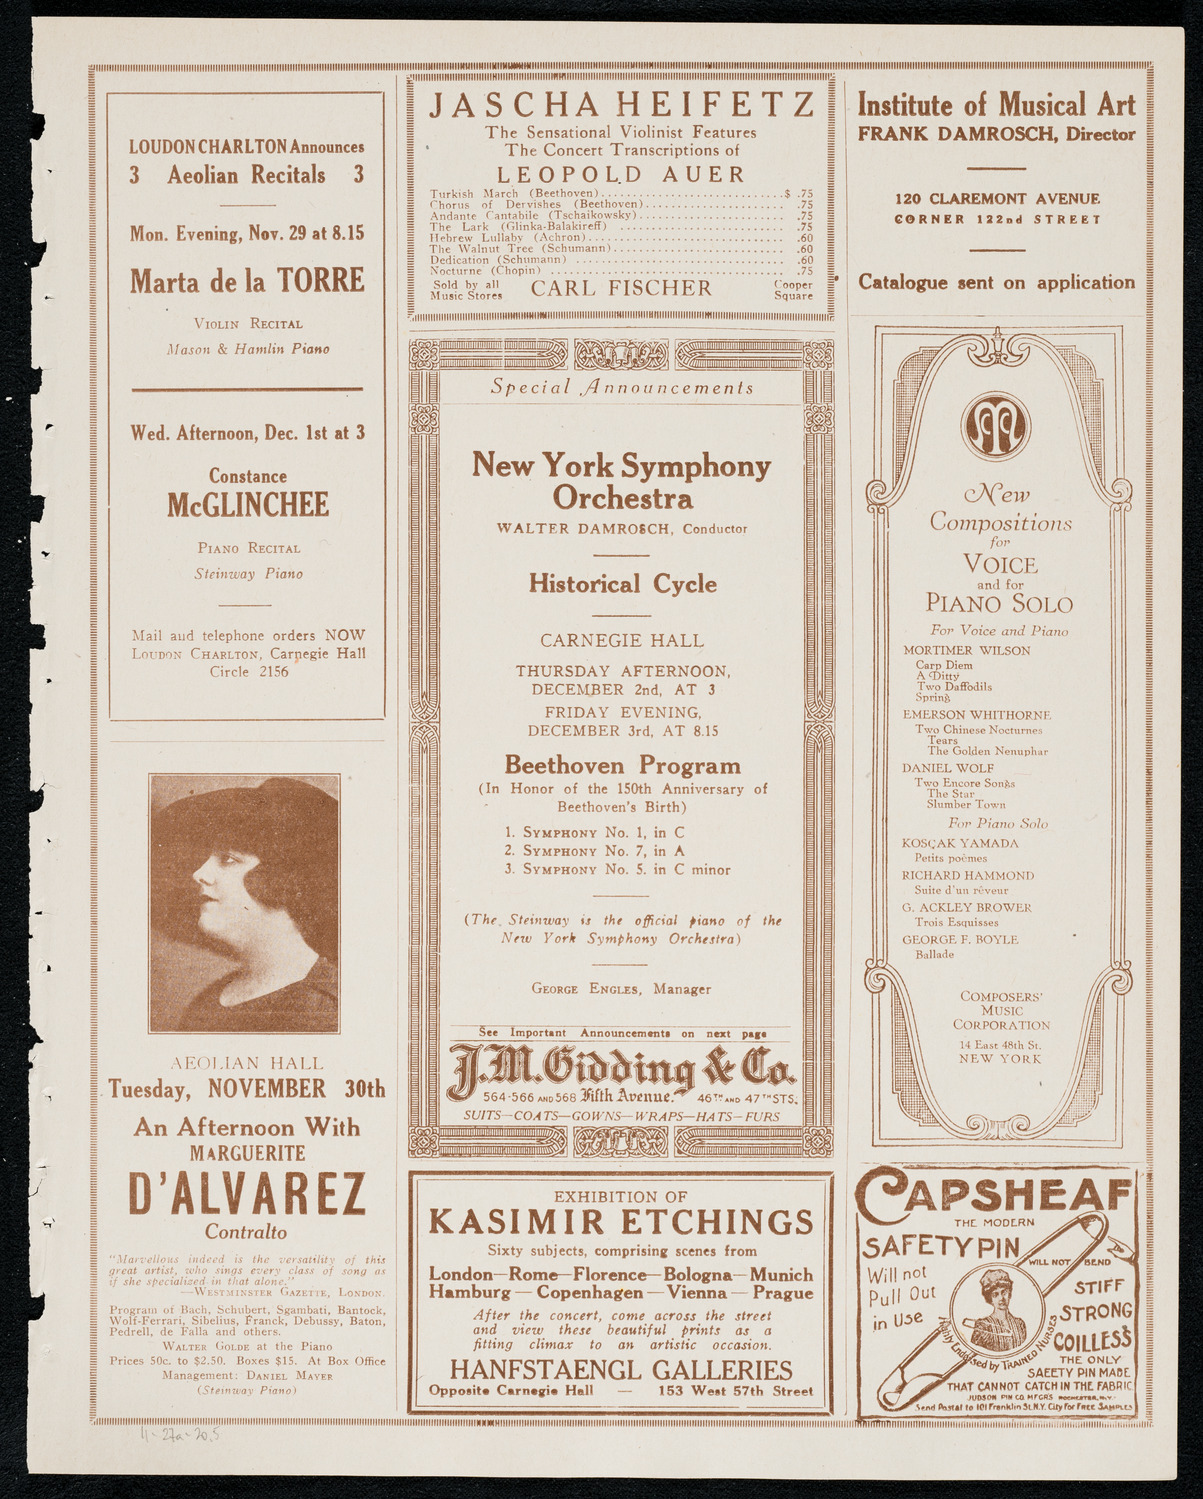 LOUDON CHARLTON Announces
3 Aeolian Recitals 3
Mon. Evening, Nov. 29 at 8.15
Marta de la TORRE
VIOLIN RECITAL
Mason & Hamlin Piano
Wed. Afternoon, Dec. 1st at 3
Constance
McGLINCHEE
PIANO RECITAL
Steinway Piano
Mail aud telephone orders NOW
LOUDON CHARLTON, Carnegie Hall
Circle 2156
AEOLIAN HALL
Tuesday, NOVEMBER 30th
An Afternoon With
MARGUERITE
D'ALVAREZ
Contralto
"Marvellous indeed is the versatility of this
great artist, who sings every class of song as
if she specialized in that alone."
—WESTMINSTER GAZETTE, LONDON.
Program of Bach, Schubert, Sgambati, Bantock,
Wolf-Ferrari, Sibelius, Franck, Debussy, Baton,
Pedrell, de Falla and others.
WALTER GOLDE at the Piano
Prices 50c. to $2.50. Boxes $15. At Box Office
Management: DANIEL MAYER
(Steinway Piano)
JASCHA HEIFETZ
The Sensational Violinist Features
The Concert Transcriptions of
LEOPOLD AUER
Turkish March (Beethoven)..........$ .75
Chorus of Dervishes (Beethoven).......... .75
Andante Cantabile (Tschaikowsky).......... .75
The Lark (Glinka-Balakireff) .......... .75
Hebrew Lullaby (Achron).......... .60
The Walnut Tree (Schumann).......... .60
Dedication (Schumann) .......... .60
Nocturne (Chopin) .......... .75
Sold by all
Music Stores
CARL FISCHER
Cooper
Square
Special Announcements
New York Symphony
Orchestra
WALTER DAMROSCH, Conductor
Historical Cycle
CARNEGIE HALL
THURSDAY AFTERNOON,
DECEMBER 2nd, AT 3
FRIDAY EVENING,
DECEMBER 3rd, AT 8.15
Beethoven Program
(In Honor of the 150th Anniversary of
Beethoven's Birth)
1. SYMPHONY No. 1, in C
2. SYMPHONY No. 7, in A
3. SYMPHONY No. 5, in C minor
(The Steinway is the official piano of the
New York Symphony Orchestra)
GEORGE ENGLES, Manager
See Important Announcements on next page
J.M. Gidding & Co.
564-566 AND 568 Fifth Avenue. 46TH AND 47TH STS.
SUITS—COATS—GOWNS—WRAPS—HATS—FURS
EXHIBITION OF
KASIMIR ETCHINGS
Sixty subjects, comprising scenes from
London—Rome—Florence—Bologna—Munich
Hamburg — Copenhagen — Vienna — Prague
After the concert, come across the street
and view these beautiful prints as a
fitting climax to an artistic occasion.
HANFSTAENGL GALLERIES
Opposite Carnegie Hall — 153 West 57th Street
Institute of Musical Art
FRANK DAMROSCH, Director
120 CLAREMONT AVENUE
CORNER 122nd STREET
Catalogue sent on application
New
Compositions
for
VOICE
and for
PIANO SOLO
For Voice and Piano
MORTIMER WILSON
Carp Diem
A Ditty
Two Daffodils
Spring
EMERSON WHITHORNE
Two Chinese Nocturnes
Tears
The Golden Nenuphar
DANIEL WOLF
Two Encore Songs
The Star
Slumber Town
For Piano Solo
KOSÇAK YAMADA
Petits poèmes
RICHARD HAMMOND
Suite d'un rêveur
G. ACKLEY BROWER
Trois Esquisses
GEORGE F. BOYLE
Ballade
COMPOSERS'
MUSIC
CORPORATION
14 East 48th St.
NEW YORK
CAPSHEAF
THE MODERN
SAFETY PIN
WILL NOT BEND
Will not
Pull Out
in Use
STIFF
STRONG
COILLESS
Highly Endorsed by TRAINED NURSES
THE ONLY
SAFETY PIN MADE
THAT CANNOT CATCH IN THE FABRIC
JUDSON PIN CO. MFGRS ROCHESTER, N.Y.
Send Postal to 101 Franklin St. N.Y. City For FREE SAMPLES
11-27a-20.5